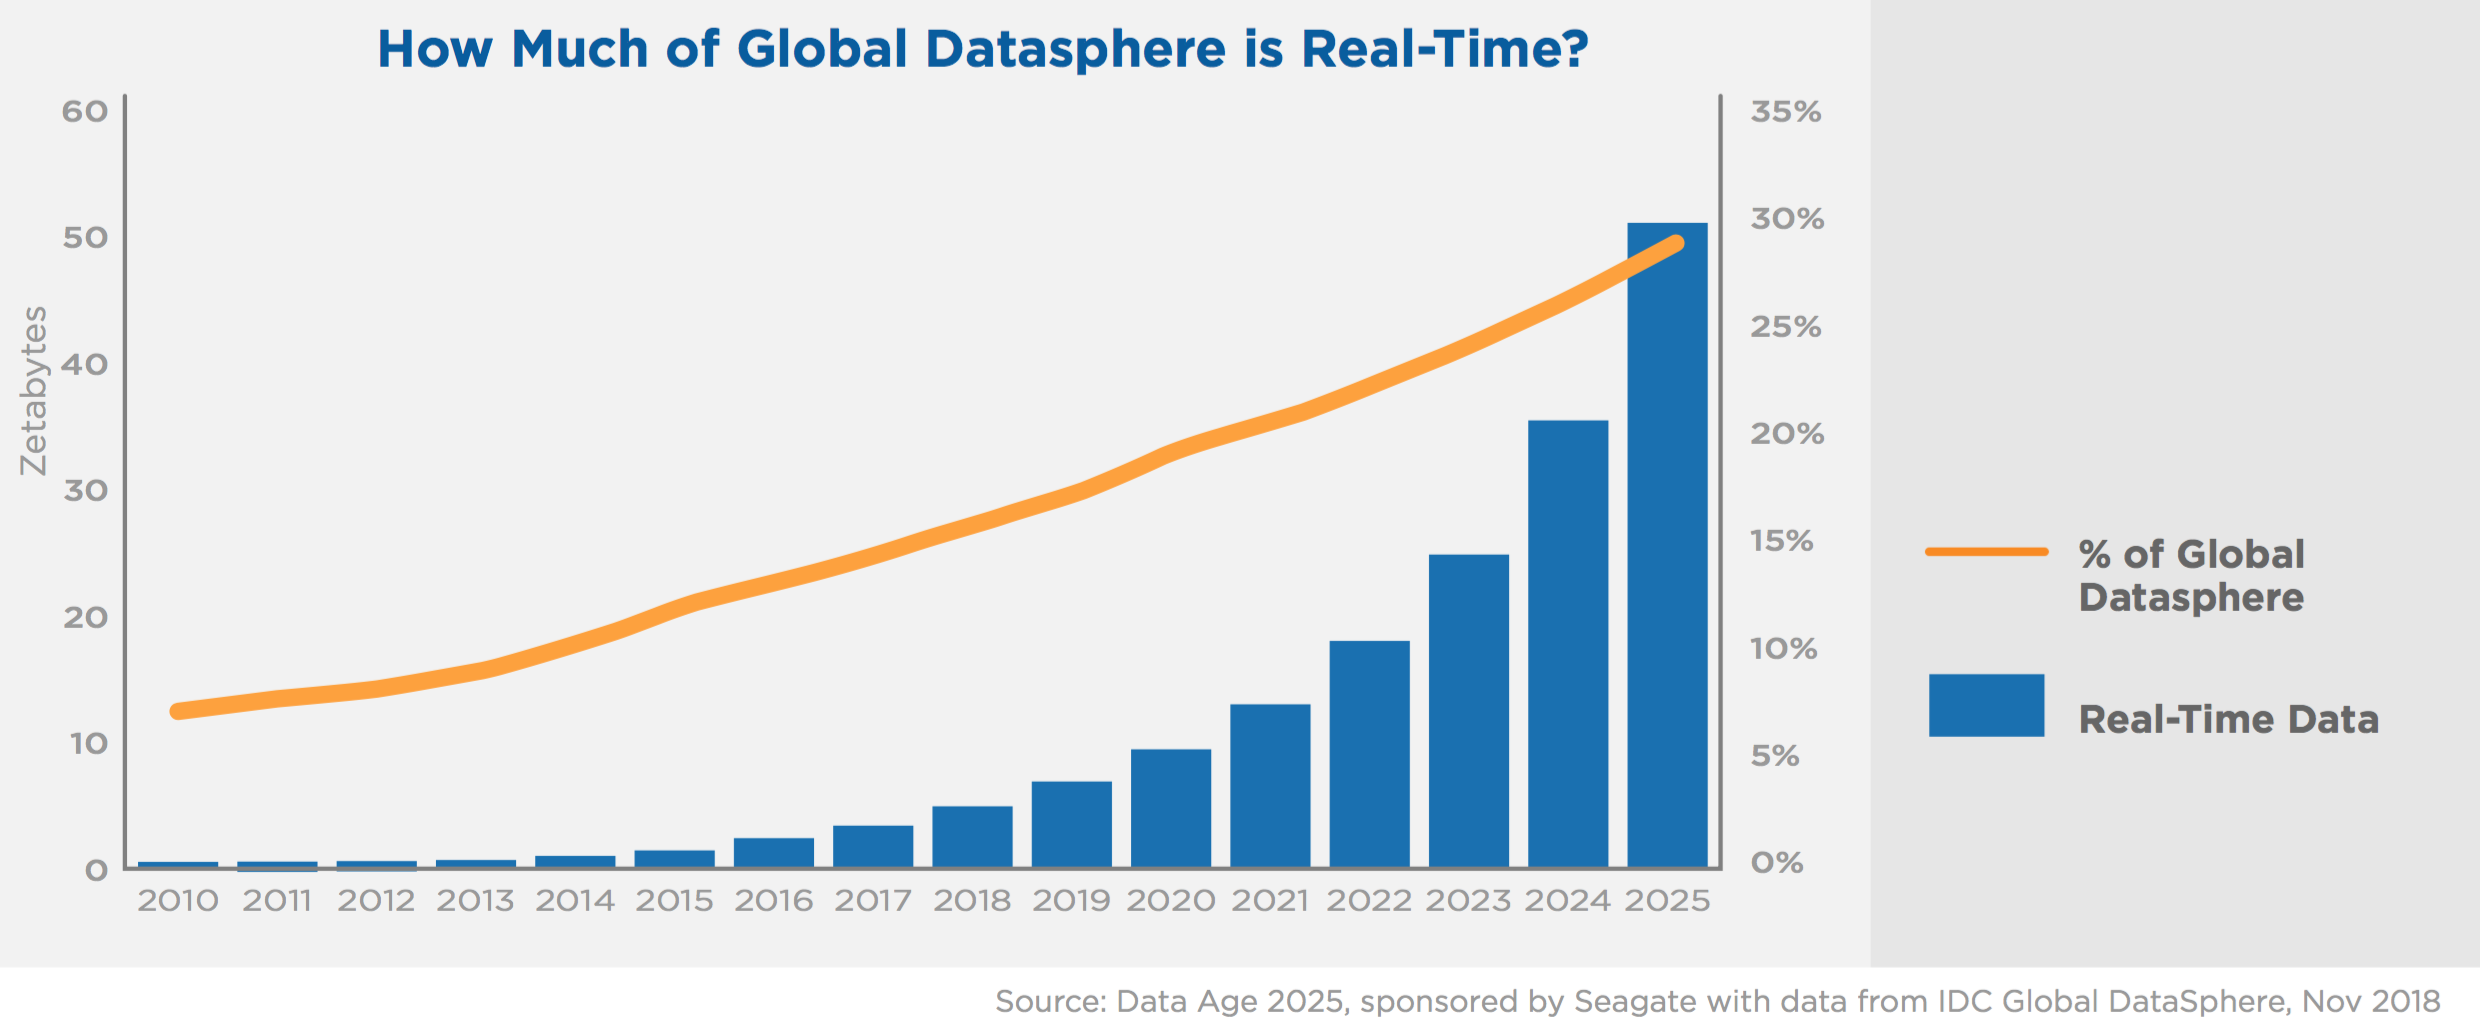 How Much of Global Datasphere is Real-Time?
60
50
40
30
20
10
0
Zettabytes
35%
30%
25%
20%
15%
10%
5%
0%
2010 2011 2012 2013 2014 2015 2016 2017 2018 2019 2020 2021 2022 2023 2024 2025
% of Global
Datasphere
Real-Time Data
Source: Data Age 2025, sponsored by Seagate with data from IDC Global DataSphere, Nov 2018